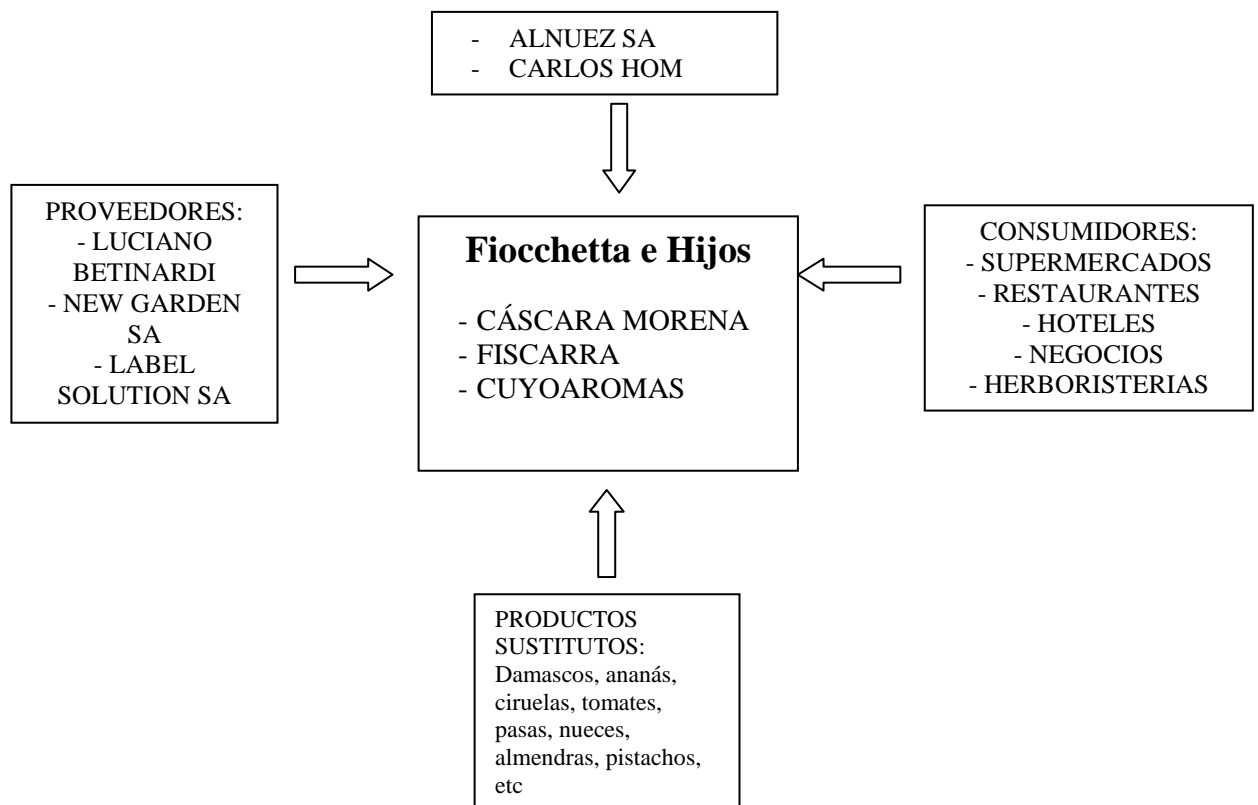 - ALNUEZ SA
- CARLOS HOM
PROVEEDORES:
- LUCIANO
BETINARDI
- NEW GARDEN
SA
- LABEL
SOLUTION SA
Fiocchetta e Hijos
- CÁSCARA MORENA
- FISCARRA
- CUYOAROMAS
CONSUMIDORES:
- SUPERMERCADOS
- RESTAURANTES
- HOTELES
- NEGOCIOS
- HERBORISTERIAS
PRODUCTOS
SUSTITUTOS:
Damascos, ananás,
ciruelas, tomates,
pasas, nueces,
almendras, pistachos,
etc